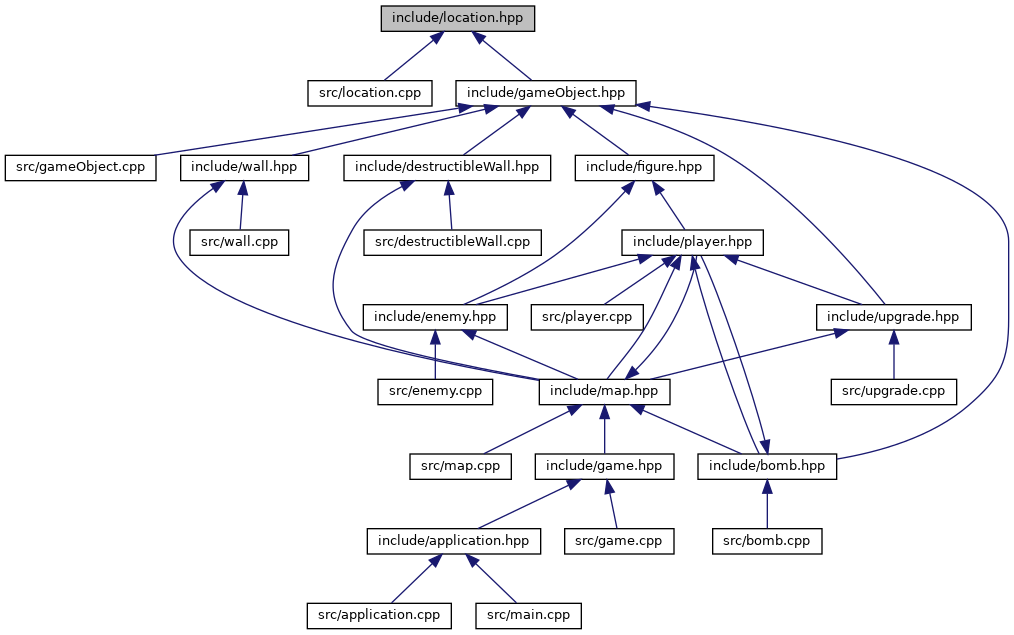 include/location.hpp
src/location.cpp
include/gameObject.hpp
src/gameObject.cpp
include/wall.hpp
include/destructibleWall.hpp
include/figure.hpp
src/wall.cpp
src/destructibleWall.cpp
include/player.hpp
include/enemy.hpp
src/player.cpp
include/upgrade.hpp
src/enemy.cpp
include/map.hpp
src/upgrade.cpp
src/map.cpp
include/game.hpp
include/bomb.hpp
include/application.hpp
src/game.cpp
src/bomb.cpp
src/application.cpp
src/main.cpp